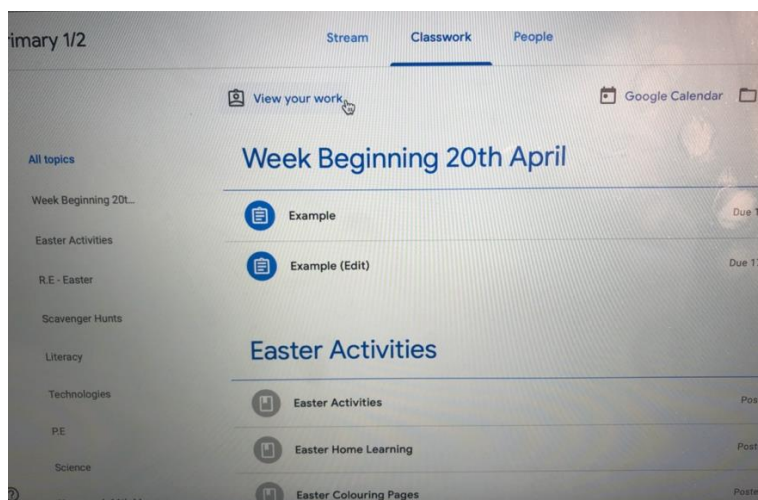 rimary 1/2
Stream Classwork People
View your work
Google Calendar
All topics
Week Beginning 20t...
Easter Activities
R.E - Easter
Scavenger Hunts
Literacy
Technologies
P.E
Science
Week Beginning 20th April
Example
Due 1
Example (Edit)
Due 17
Easter Activities
Easter Activities
Pos
Easter Home Learning
Post
Easter Colouring Pages
Poste